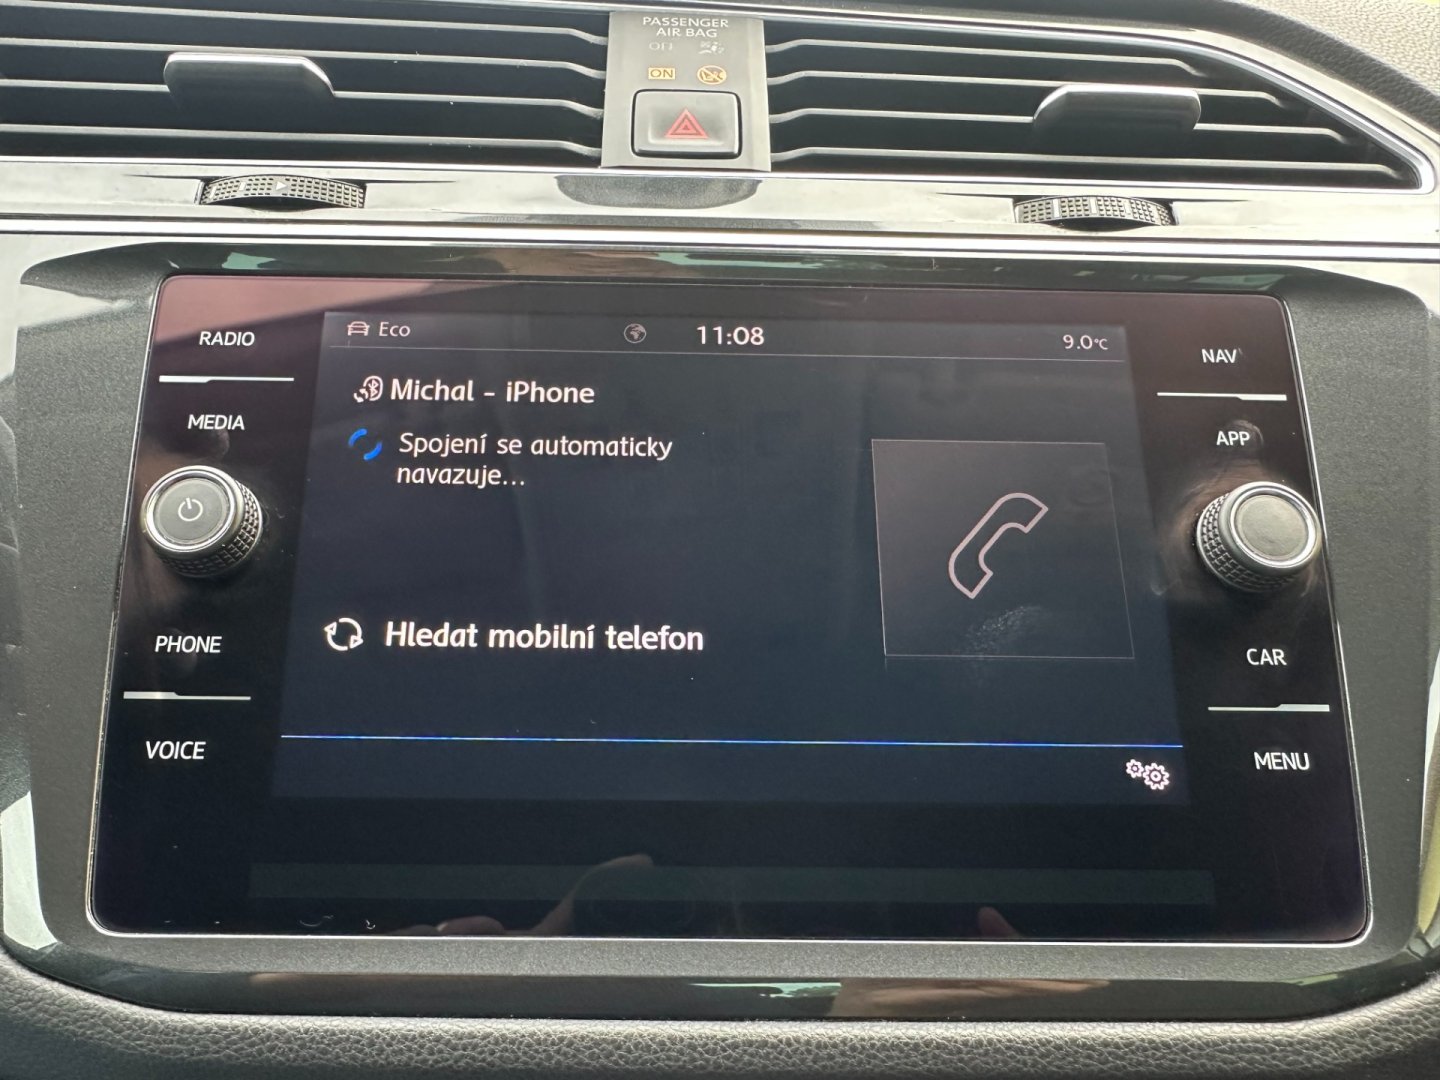 PASSENGER
AIR BAG
OFF
ON
RADIO
MEDIA
PHONE
VOICE
Eco
11:08
9.0°C
Michal - iPhone
Spojení se automaticky
navazuje...
Hledat mobilní telefon
NAV
APP
CAR
MENU